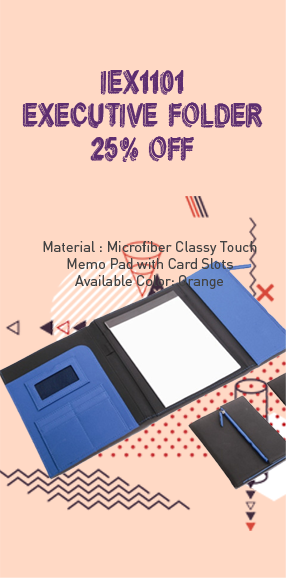 IEX1101
EXECUTIVE FOLDER
25% OFF
Material : Microfiber Classy Touch
Memo Pad with Card Slots
Available Color: Orange